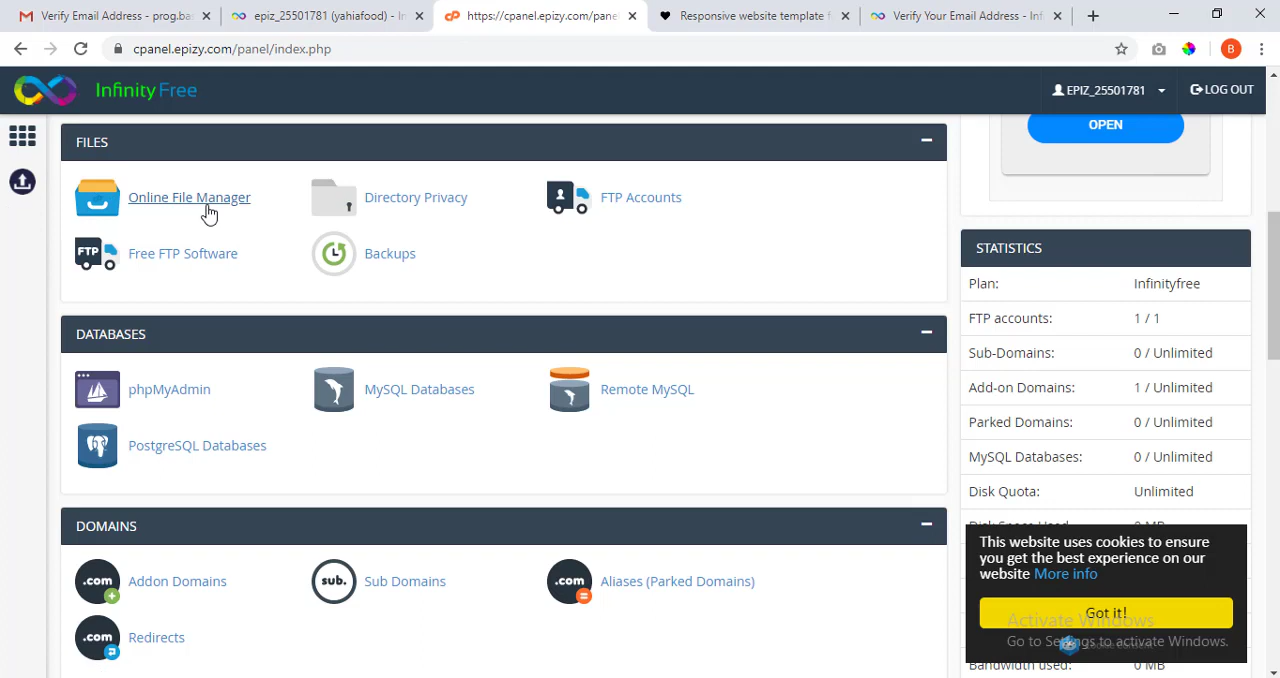 Verify Email Address - prog.ba
epiz_25501781 (yahiafood) - In
https://cpanel.epizy.com/pane
Responsive website template f
Verify Your Email Address - Inf
cpanel.epizy.com/panel/index.php
B
InfinityFree
EPIZ_25501781
LOG OUT
FILES
Online File Manager
Directory Privacy
FTP Accounts
FTP
Free FTP Software
Backups
DATABASES
phpMyAdmin
MySQL Databases
Remote MySQL
PostgreSQL Databases
DOMAINS
.com
Addon Domains
sub.
Sub Domains
.com
Aliases (Parked Domains)
.com
Redirects
OPEN
STATISTICS
Plan: Infinityfree
FTP accounts: 1 / 1
Sub-Domains: 0 / Unlimited
Add-on Domains: 1 / Unlimited
Parked Domains: 0 / Unlimited
MySQL Databases: 0 / Unlimited
Disk Quota: Unlimited
This website uses cookies to ensure
you get the best experience on our
website More info
Got it!
Activate Windows
Go to Settings to activate Windows.
Bandwidth used: 0 MB